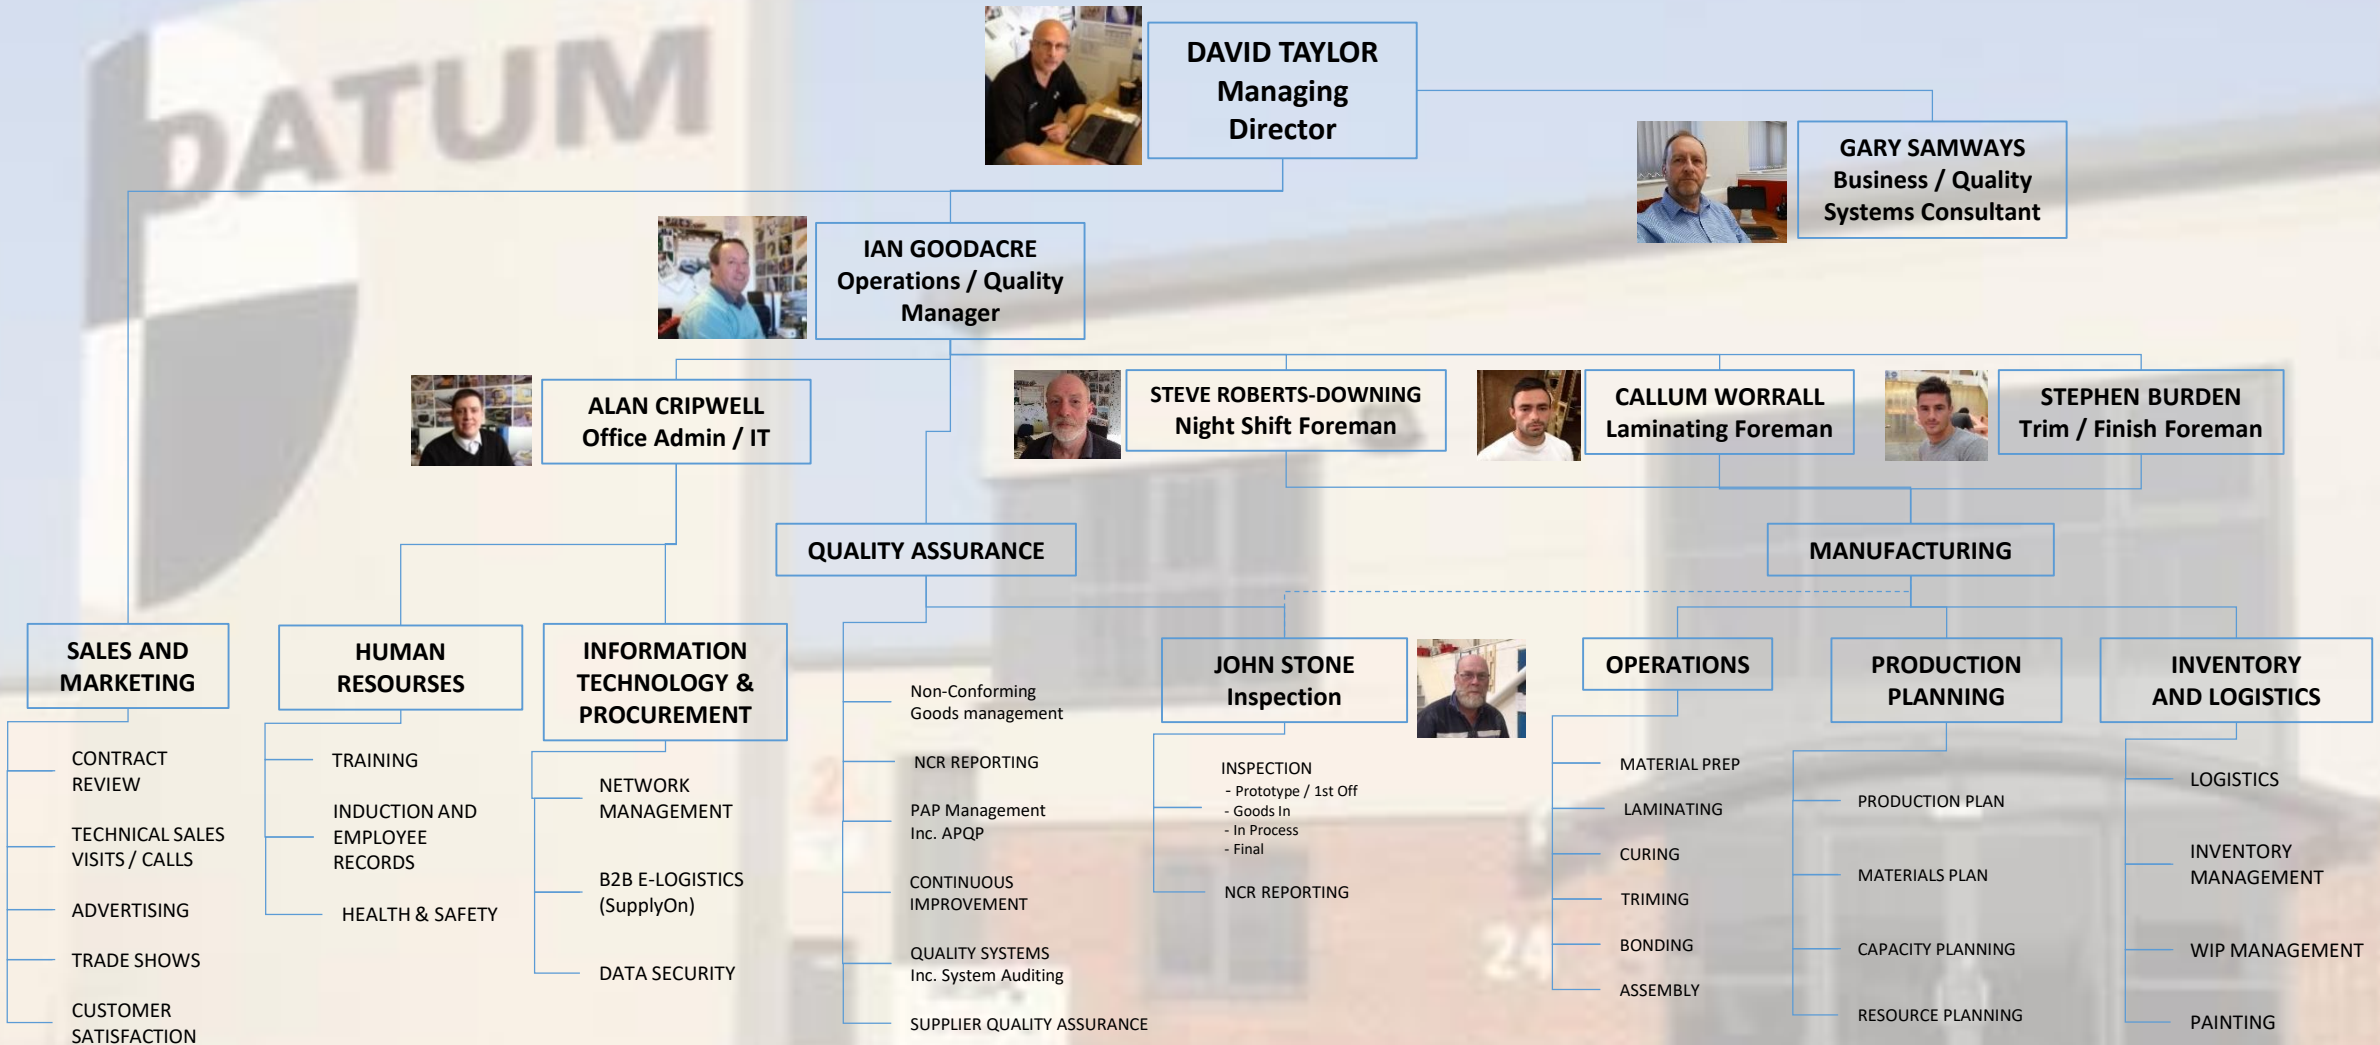 DATUM
DAVID TAYLOR
Managing
Director
GARY SAMWAYS
Business / Quality
Systems Consultant
IAN GOODACRE
Operations / Quality
Manager
ALAN CRIPWELL
Office Admin / IT
STEVE ROBERTS-DOWNING
Night Shift Foreman
CALLUM WORRALL
Laminating Foreman
STEPHEN BURDEN
Trim / Finish Foreman
QUALITY ASSURANCE
MANUFACTURING
SALES AND
MARKETING
CONTRACT
REVIEW
TECHNICAL SALES
VISITS / CALLS
ADVERTISING
TRADE SHOWS
CUSTOMER
SATISFACTION
HUMAN
RESOURSES
TRAINING
INDUCTION AND
EMPLOYEE
RECORDS
HEALTH & SAFETY
INFORMATION
TECHNOLOGY &
PROCUREMENT
NETWORK
MANAGEMENT
B2B E-LOGISTICS
(SupplyOn)
DATA SECURITY
Non-Conforming
Goods management
NCR REPORTING
PAP Management
Inc. APQP
CONTINUOUS
IMPROVEMENT
QUALITY SYSTEMS
Inc. System Auditing
SUPPLIER QUALITY ASSURANCE
JOHN STONE
Inspection
INSPECTION
- Prototype / 1st Off
- Goods In
- In Process
- Final
NCR REPORTING
OPERATIONS
MATERIAL PREP
LAMINATING
CURING
TRIMING
BONDING
ASSEMBLY
PRODUCTION
PLANNING
PRODUCTION PLAN
MATERIALS PLAN
CAPACITY PLANNING
RESOURCE PLANNING
INVENTORY
AND LOGISTICS
LOGISTICS
INVENTORY
MANAGEMENT
WIP MANAGEMENT
PAINTING